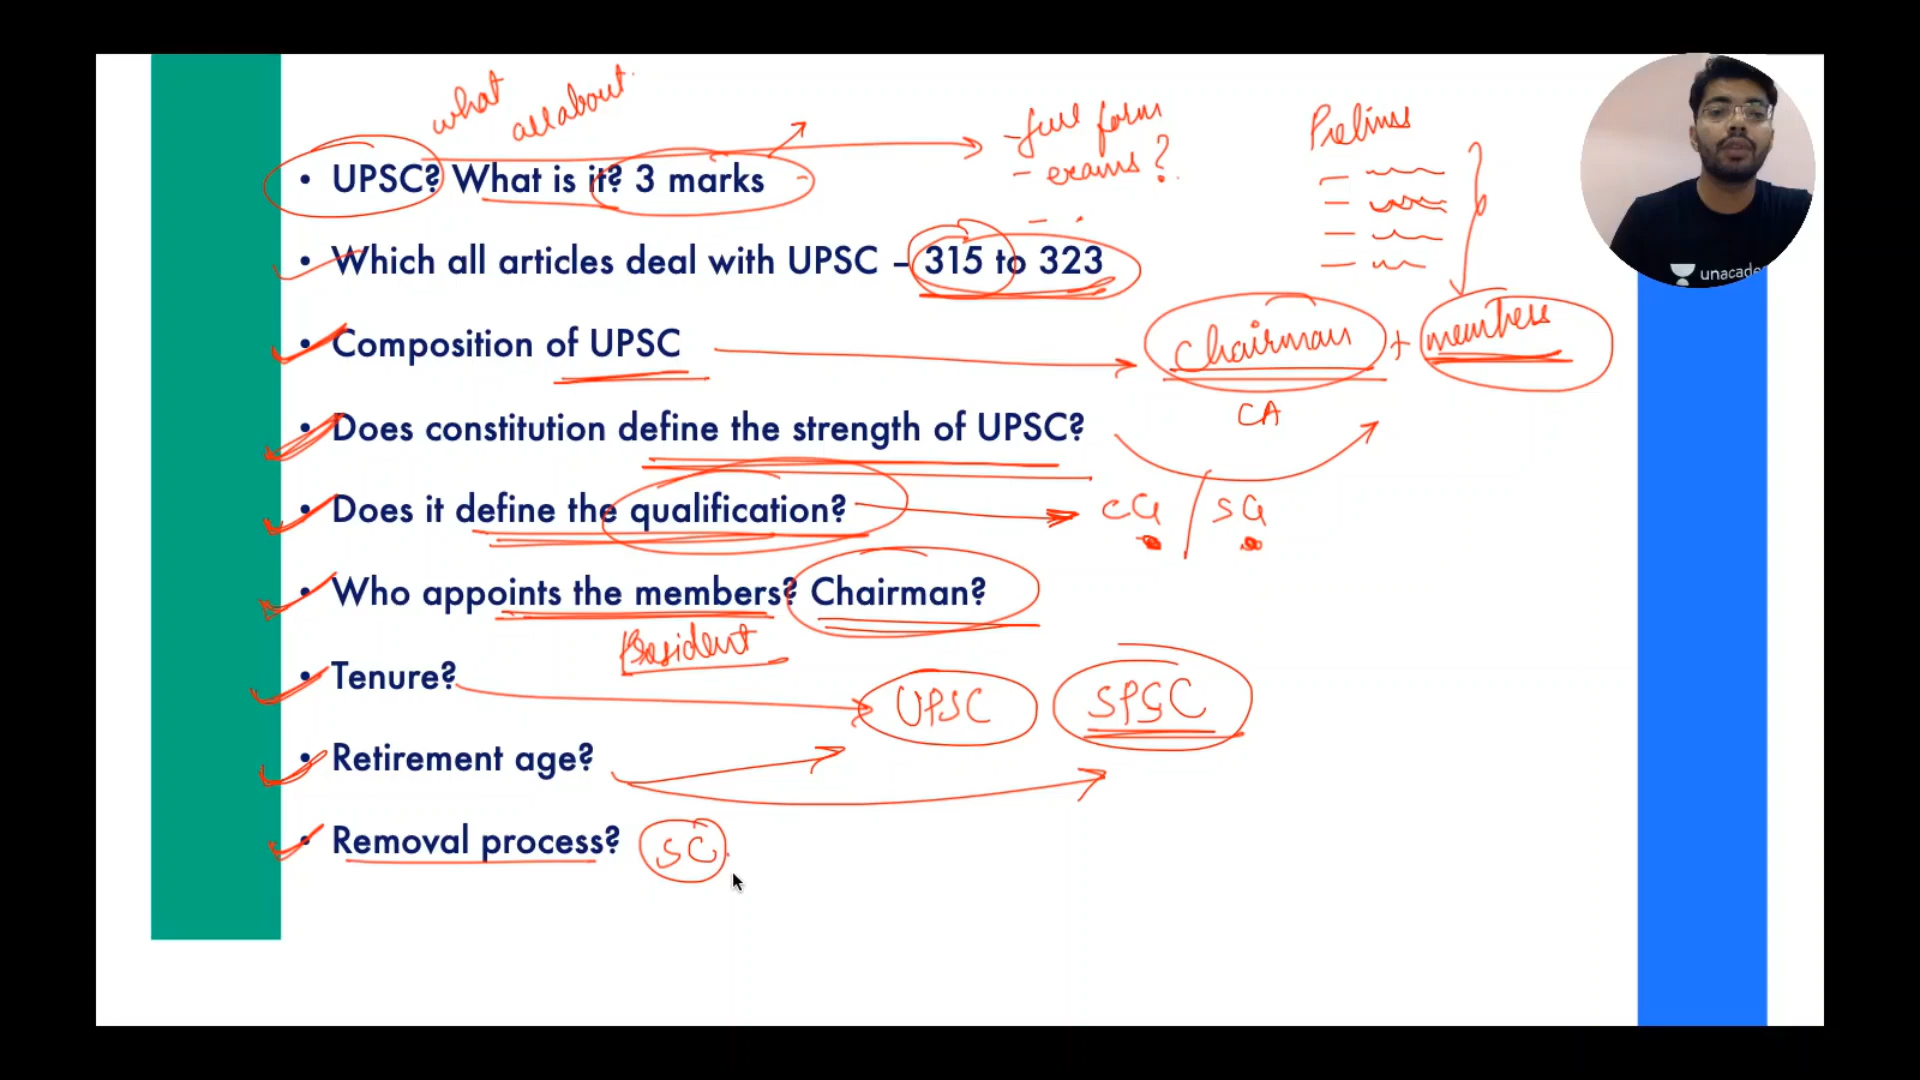 what all about.
-full form
- exams?
Prelims
unacade
• UPSC? What is it? 3 marks
• Which all articles deal with UPSC – 315 to 323
• Composition of UPSC
Chairman + members
CA
• Does constitution define the strength of UPSC?
• Does it define the qualification?
CG / SG
• Who appoints the members? Chairman?
President
• Tenure?
UPSC SPSC
• Retirement age?
• Removal process? SC.